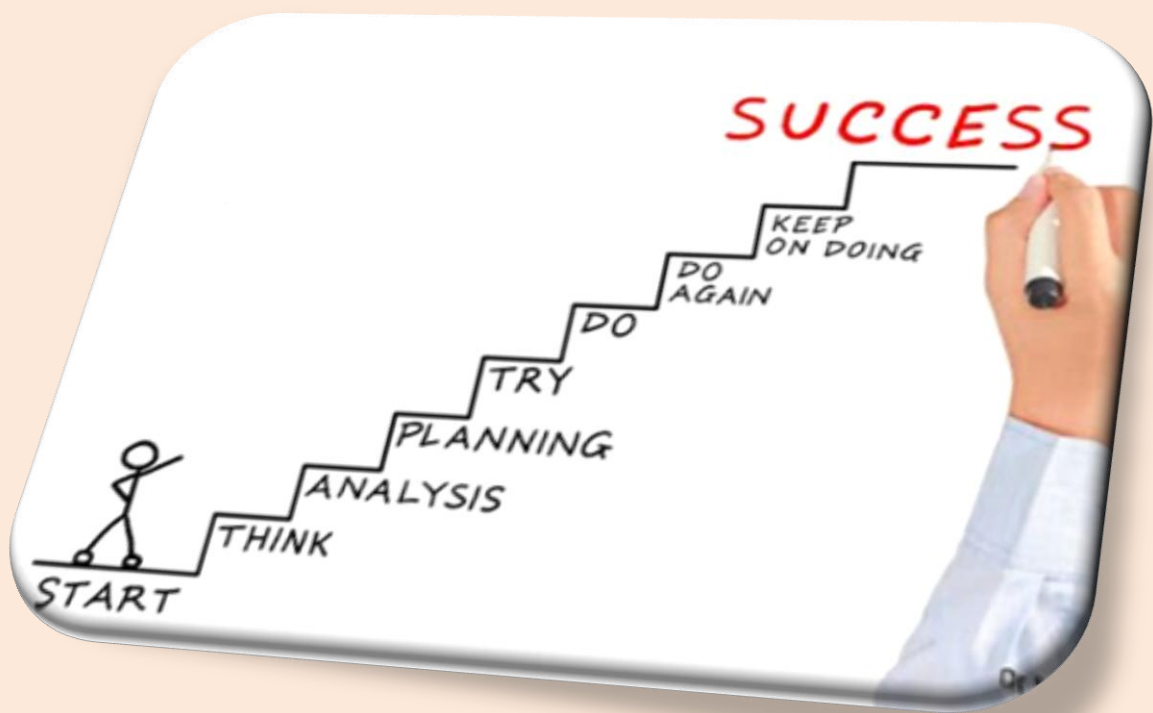 SUCCESS
KEEP
ON DOING
DO
AGAIN
DO
TRY
PLANNING
ANALYSIS
THINK
START